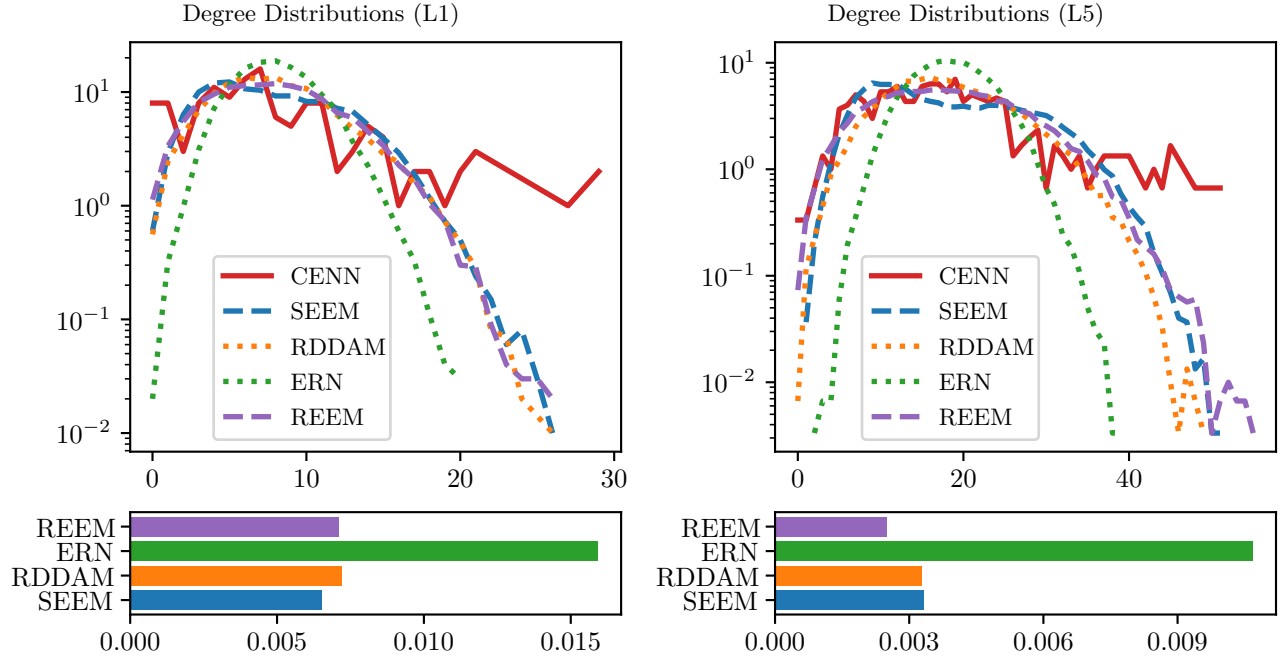 Degree Distributions (L1)
10^1
10^0
10^−1
10^−2
CENN
SEEM
RDDAM
ERN
REEM
0 10 20 30
REEM
ERN
RDDAM
SEEM
0.000 0.005 0.010 0.015
Degree Distributions (L5)
10^1
10^0
10^−1
10^−2
CENN
SEEM
RDDAM
ERN
REEM
0 20 40
REEM
ERN
RDDAM
SEEM
0.000 0.003 0.006 0.009